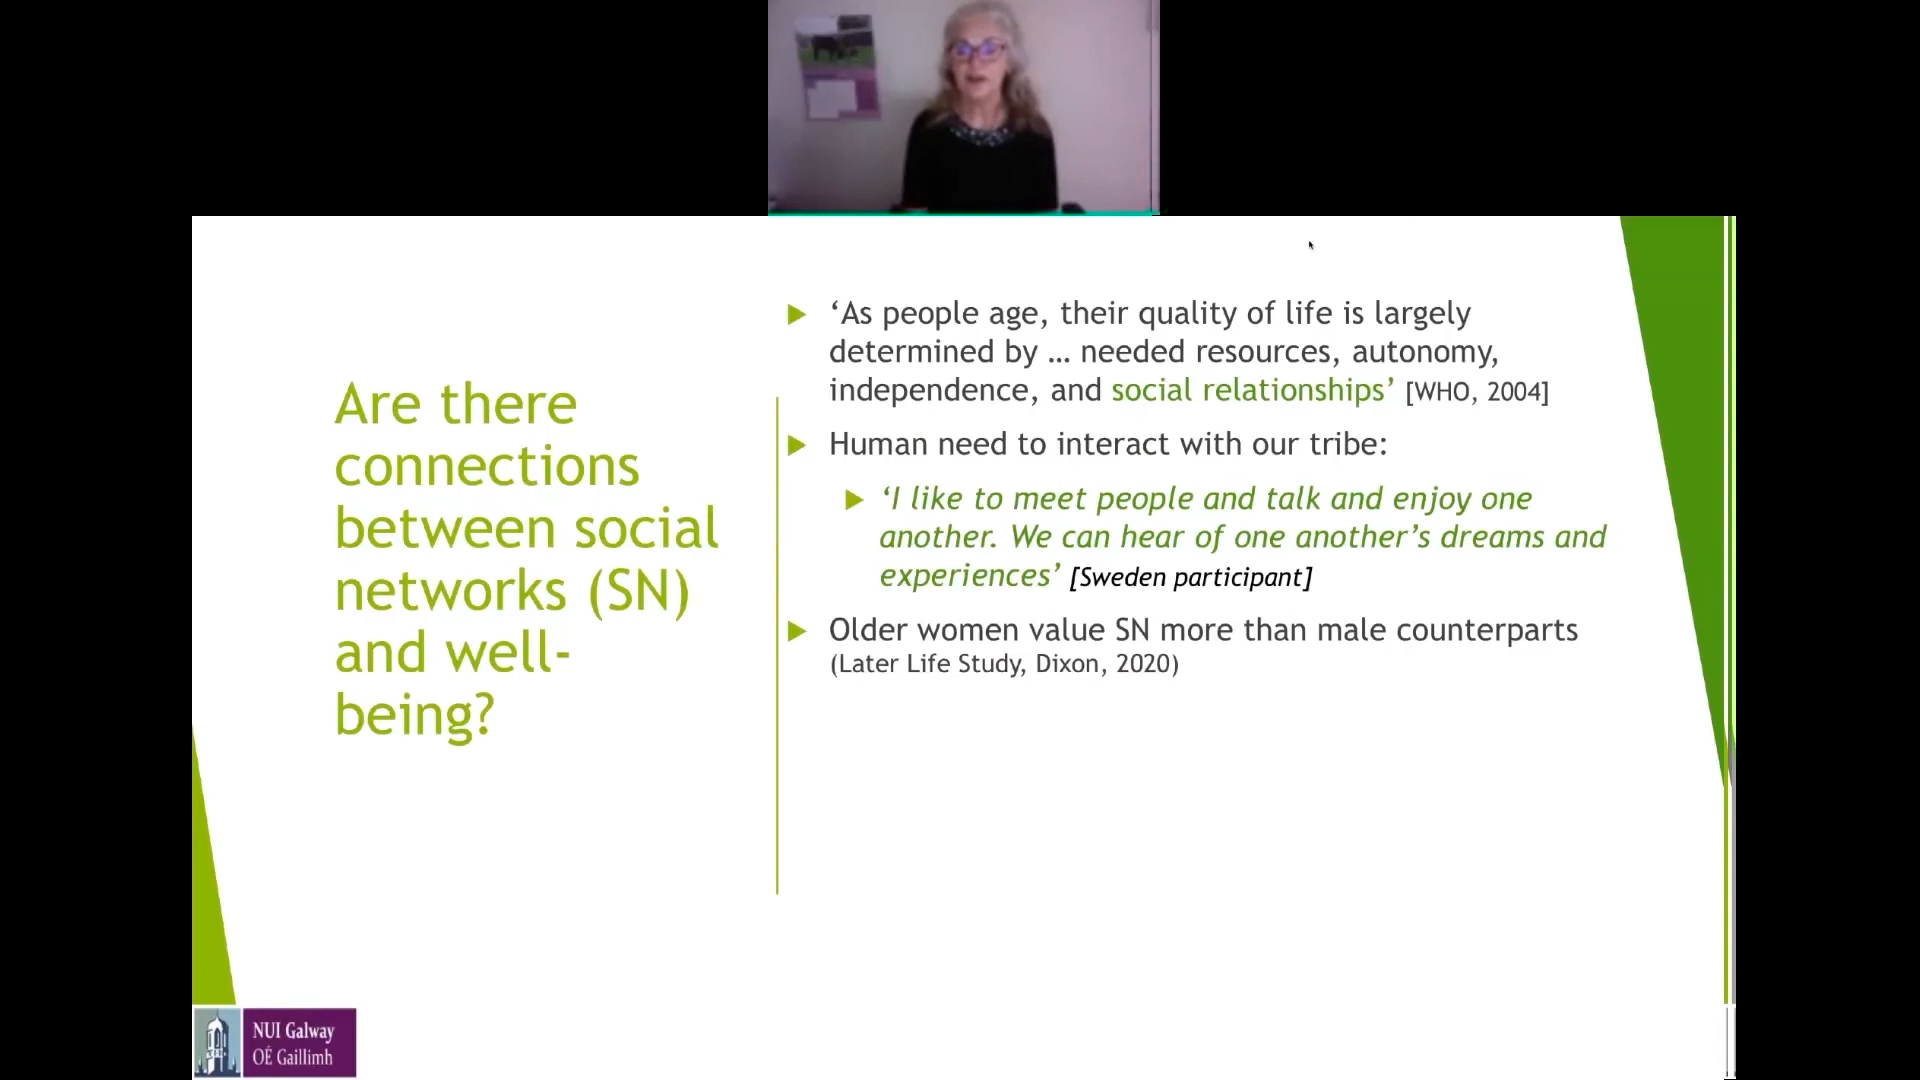 Are there
connections
between social
networks (SN)
and well-
being?
‘As people age, their quality of life is largely
determined by … needed resources, autonomy,
independence, and social relationships’ [WHO, 2004]
Human need to interact with our tribe:
‘I like to meet people and talk and enjoy one
another. We can hear of one another’s dreams and
experiences’ [Sweden participant]
Older women value SN more than male counterparts
(Later Life Study, Dixon, 2020)
NUI Galway
OÉ Gaillimh